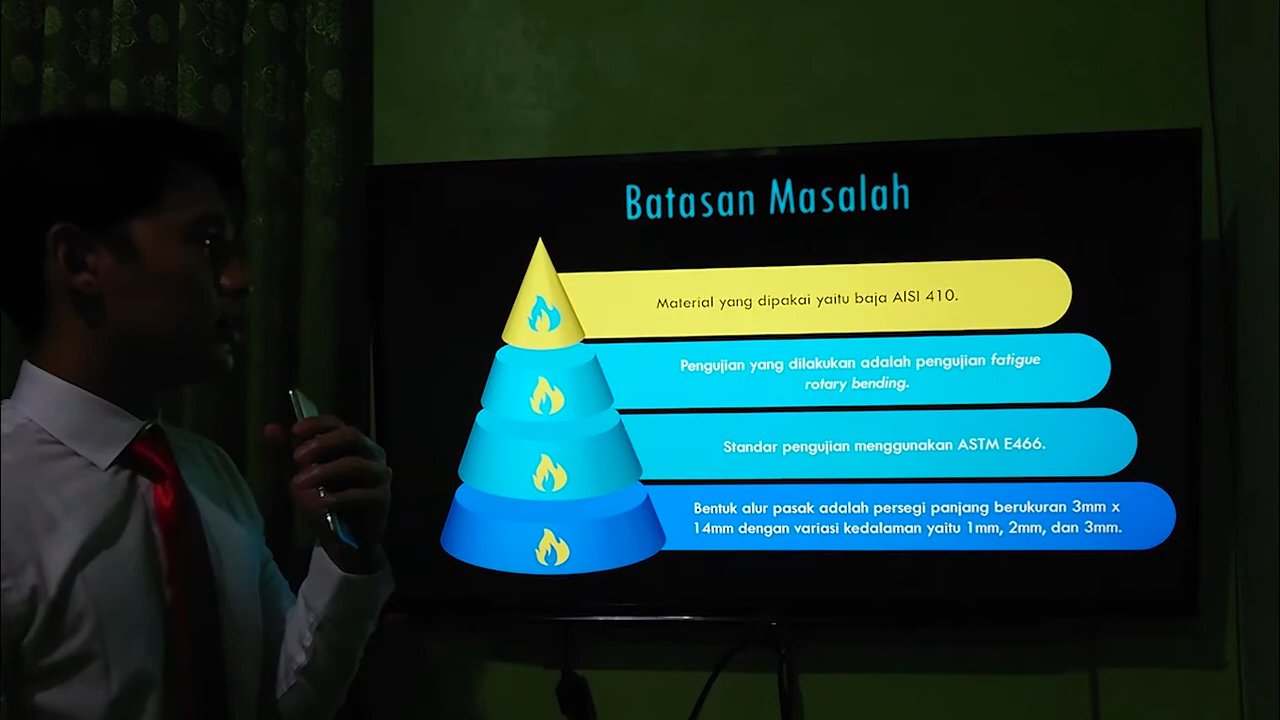 Batasan Masalah
Material yang dipakai yaitu baja AISI 410.
Pengujian yang dilakukan adalah pengujian fatigue
rotary bending.
Standar pengujian menggunakan ASTM E466.
Bentuk alur pasak adalah persegi panjang berukuran 3mm x
14mm dengan variasi kedalaman yaitu 1mm, 2mm, dan 3mm.